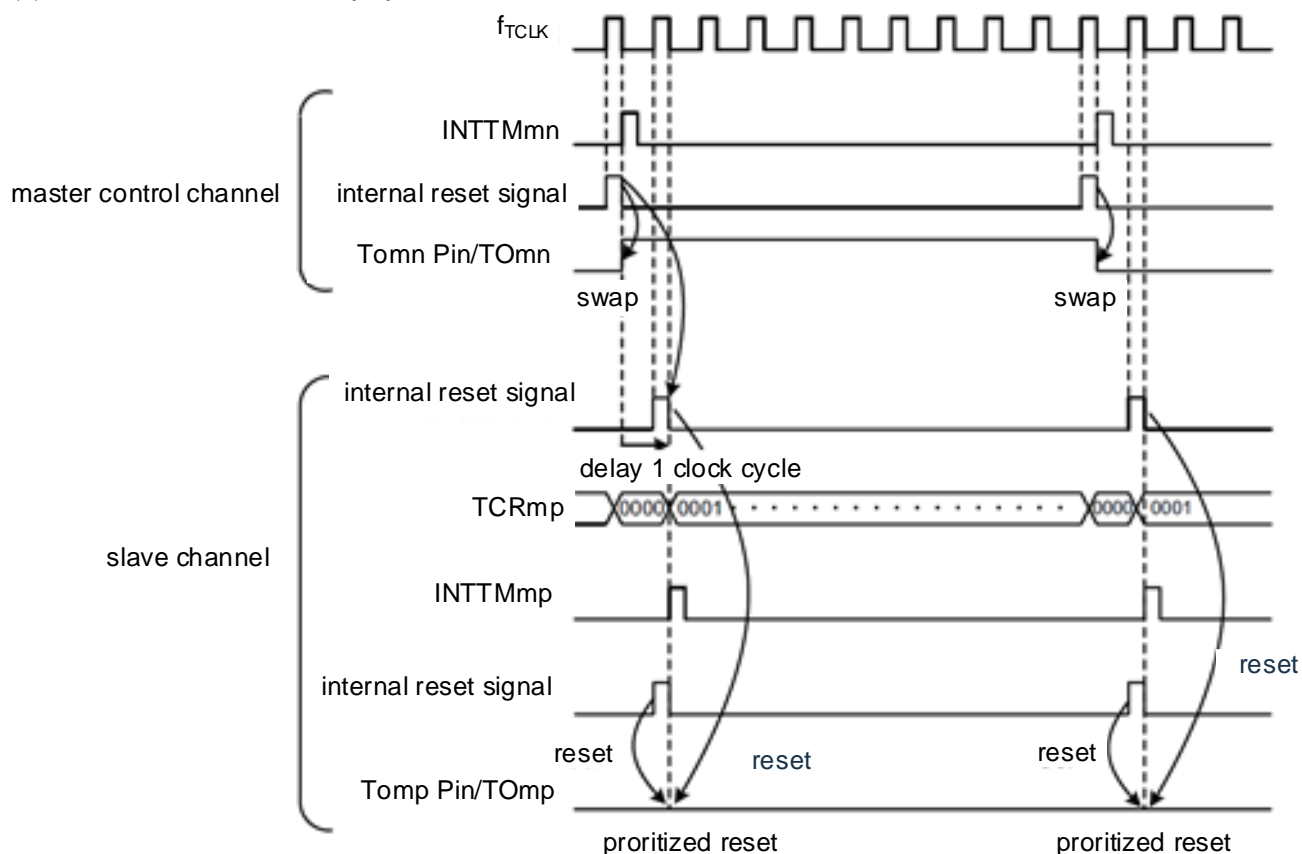 fTCLK
INTTMmn
master control channel
internal reset signal
Tomn Pin/TOmn
swap
swap
internal reset signal
delay 1 clock cycle
TCRmp
0000
0001
0000
0001
slave channel
INTTMmp
reset
internal reset signal
reset
reset
reset
Tomp Pin/TOmp
proritized reset
proritized reset